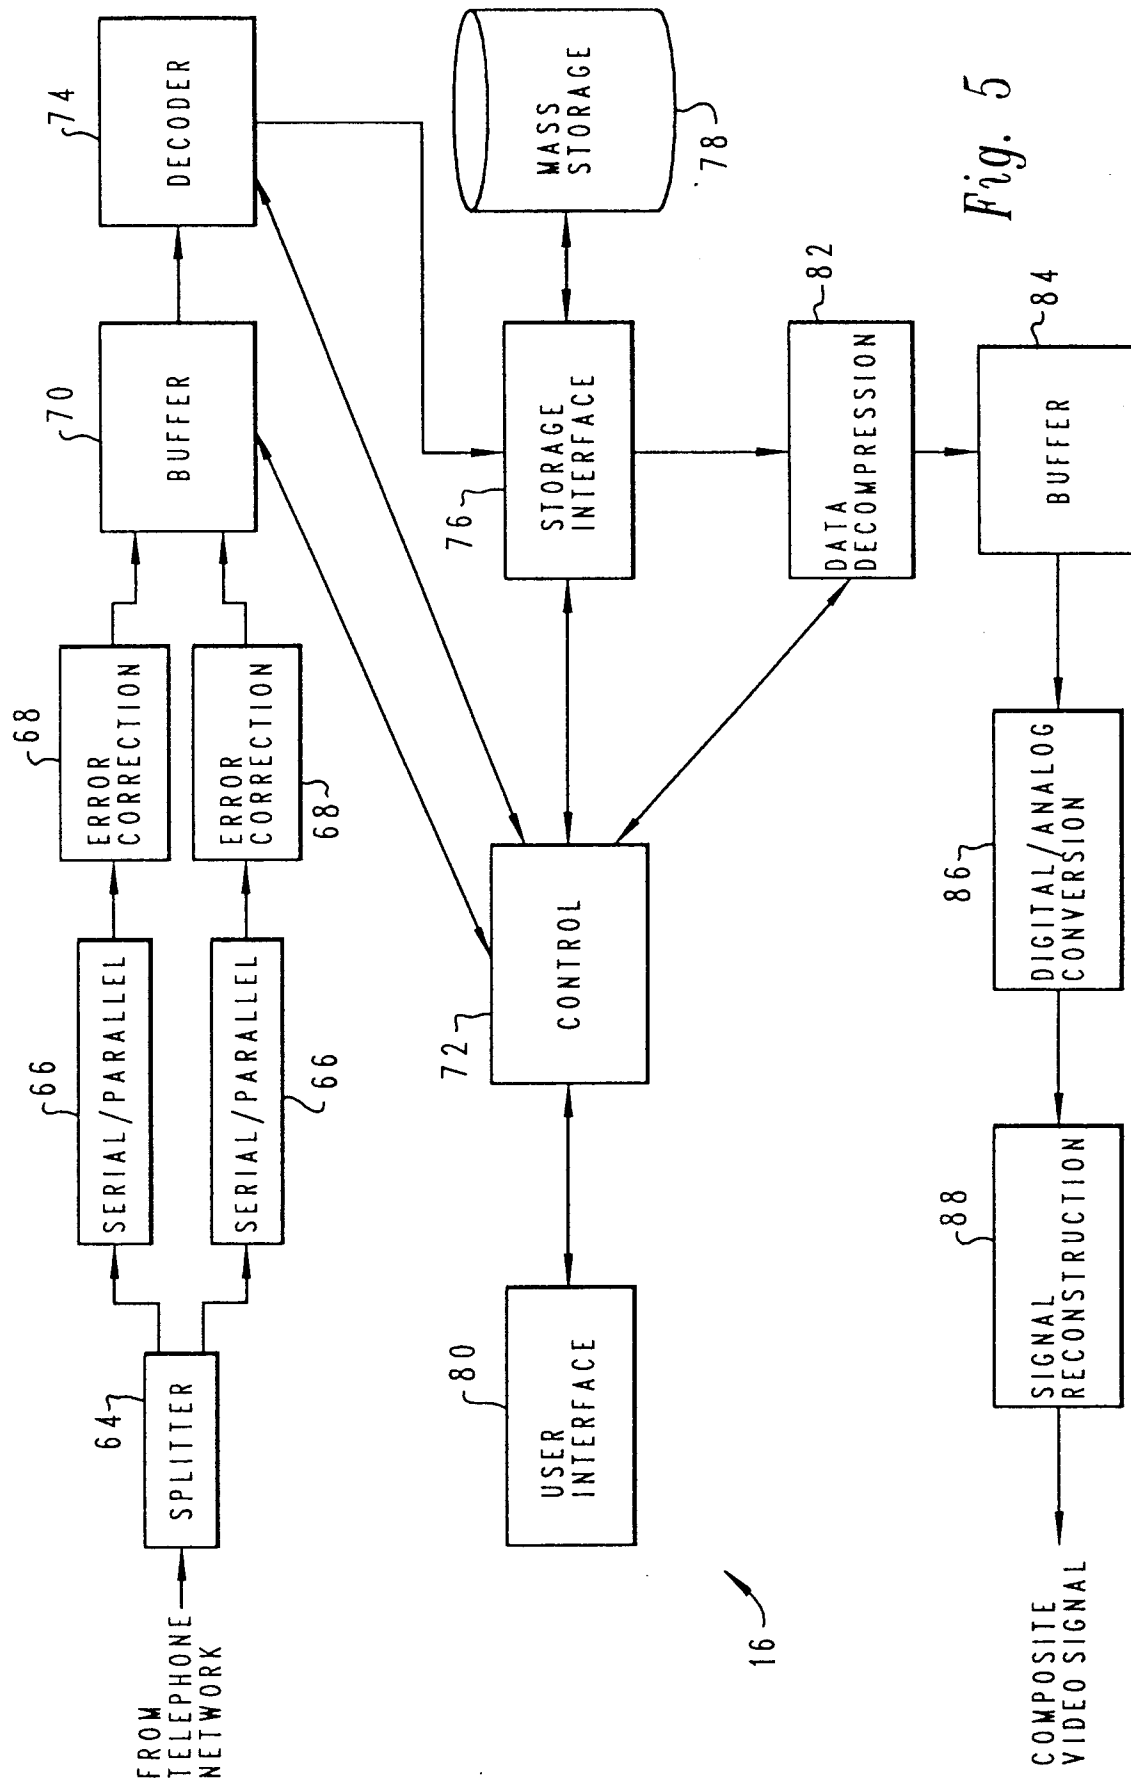 FROM
TELEPHONE
NETWORK
64
SPLITTER
66
SERIAL/PARALLEL
SERIAL/PARALLEL
66
68
ERROR
CORRECTION
ERROR
CORRECTION
68
70
BUFFER
74
DECODER
80
USER
INTERFACE
72
CONTROL
76
STORAGE
INTERFACE
MASS
STORAGE
78
16
82
DATA
DECOMPRESSION
84
BUFFER
86
DIGITAL/ANALOG
CONVERSION
88
SIGNAL
RECONSTRUCTION
COMPOSITE
VIDEO SIGNAL
Fig. 5